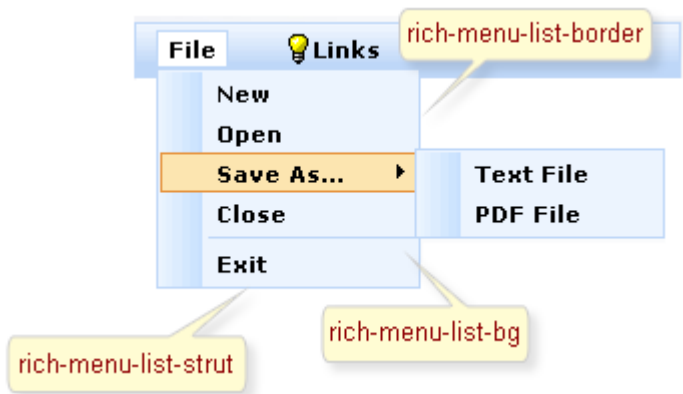 File
Links
rich-menu-list-border
New
Open
Save As...
Text File
Close
PDF File
Exit
rich-menu-list-bg
rich-menu-list-strut